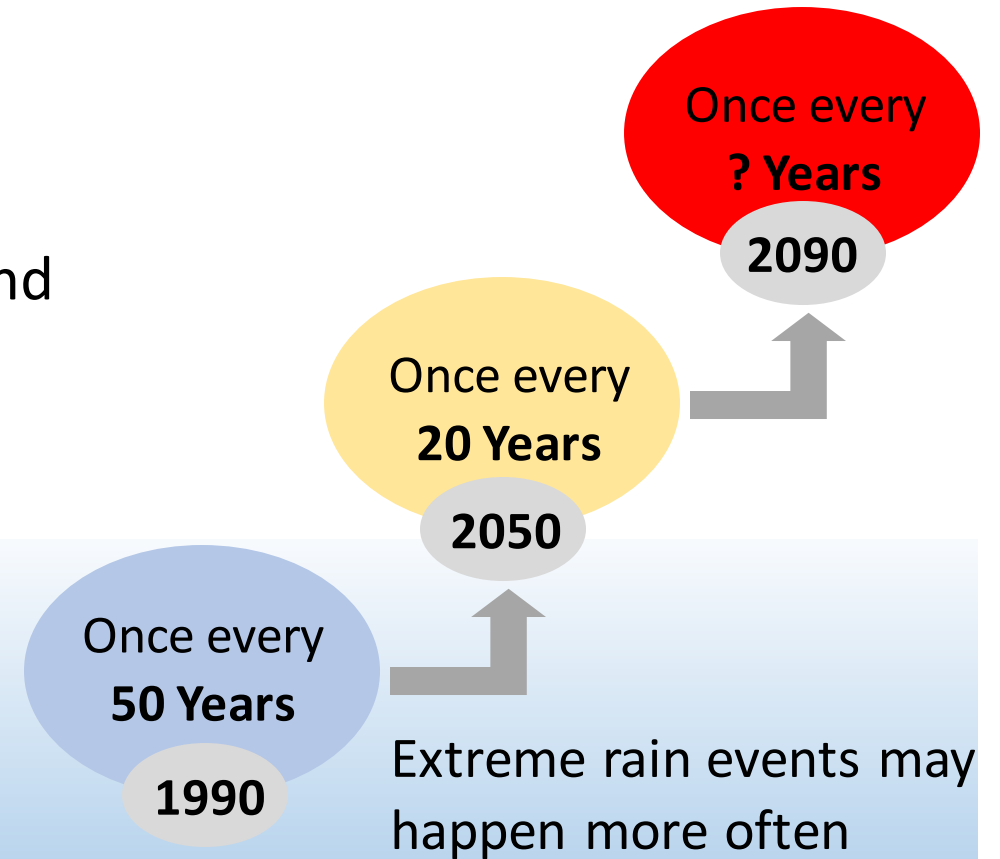 Once every
? Years
2090
nd
Once every
20 Years
2050
Once every
50 Years
1990
Extreme rain events may
happen more often